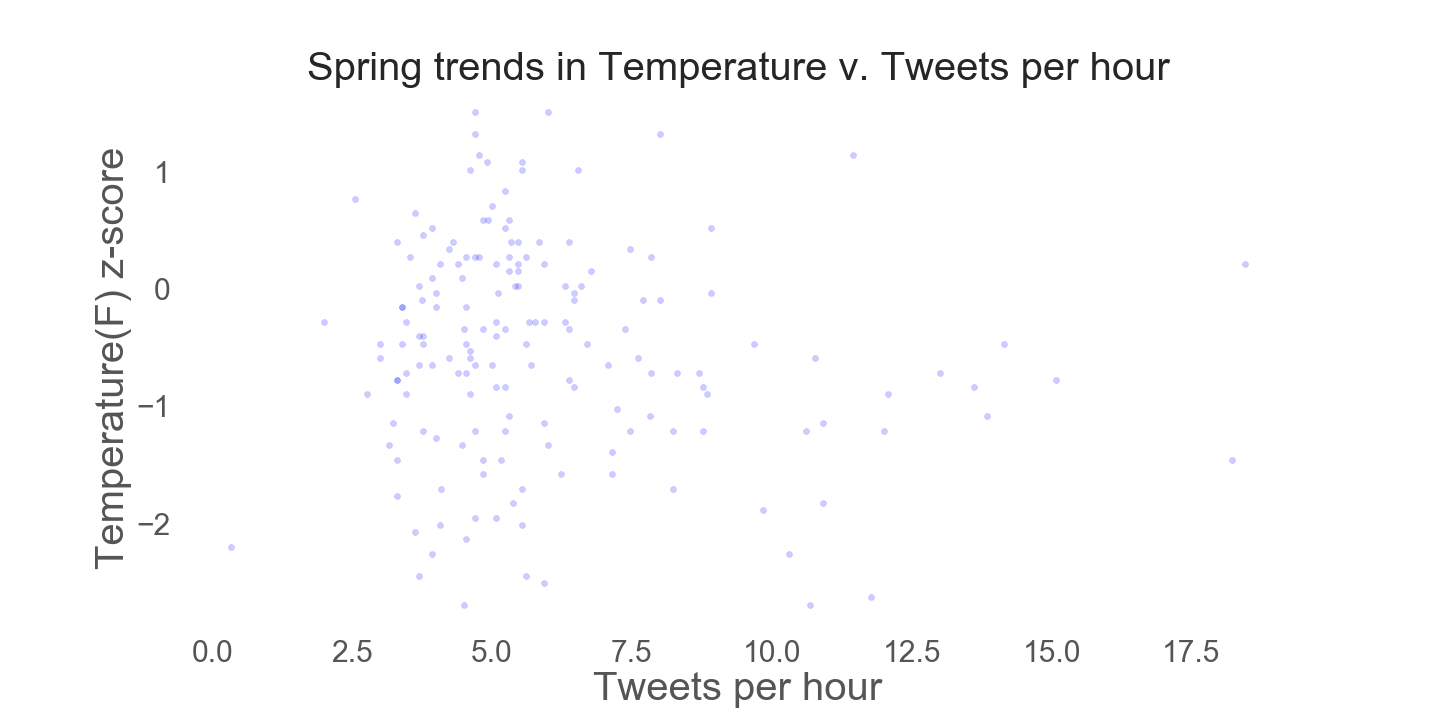 Spring trends in Temperature v. Tweets per hour
Temperature(F) z-score
1
0
−1
−2
0.0 2.5 5.0 7.5 10.0 12.5 15.0 17.5
Tweets per hour